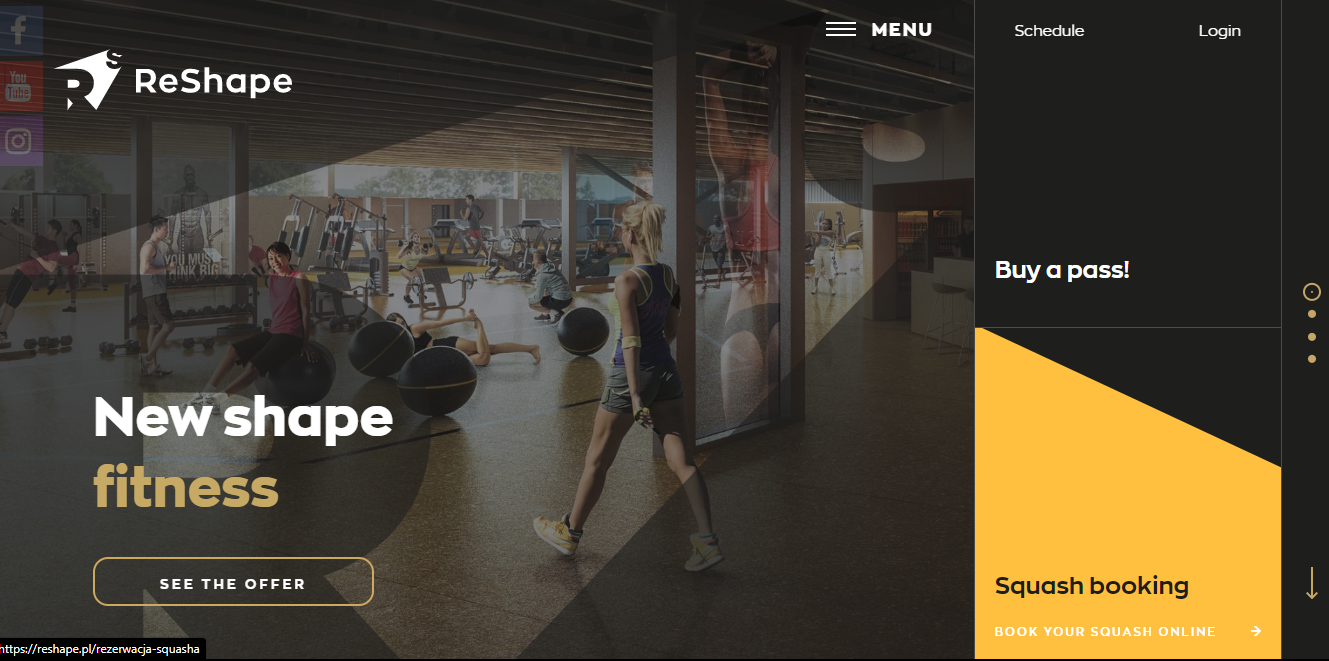 You
Tube
RS
ReShape
MENU
Schedule
Login
YOU MUST
THINK BIG
Buy a pass!
New shape
fitness
SEE THE OFFER
Squash booking
BOOK YOUR SQUASH ONLINE
https://reshape.pl/rezerwacja-squasha